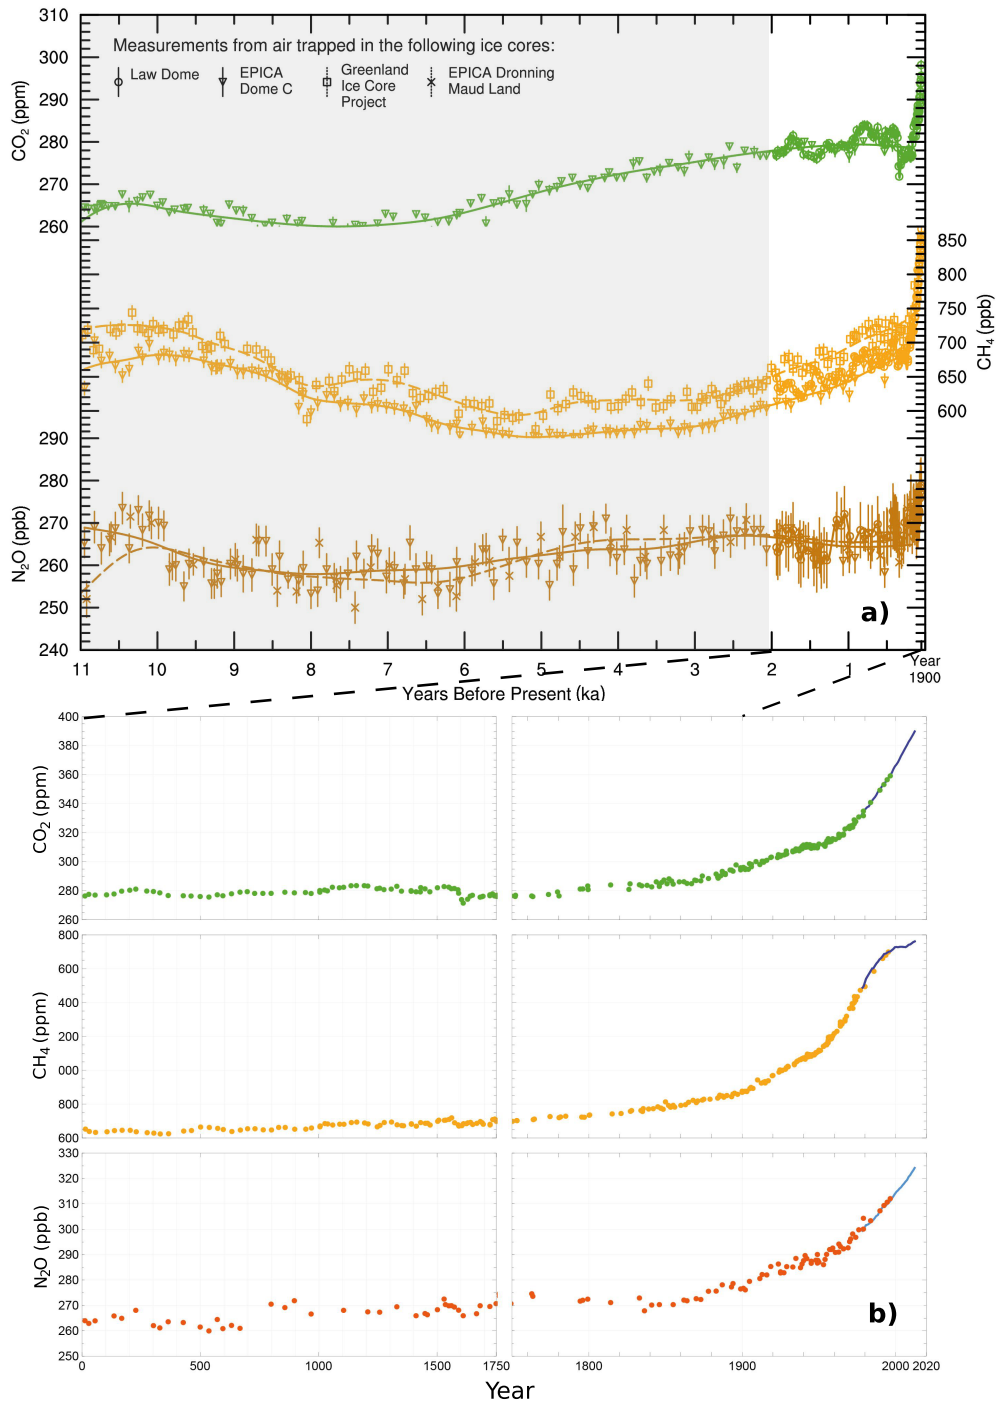 310
300
290
280
270
260
CO2 (ppm)
Measurements from air trapped in the following ice cores:
Law Dome
EPICA
Dome C
Greenland
Ice Core
Project
EPICA Dronning
Maud Land
850
800
750
700
650
600
CH4 (ppb)
290
280
270
260
250
240
N2O (ppb)
a)
11 10 9 8 7 6 5 4 3 2 1 Year
1900
Years Before Present (ka)
400
380
360
340
320
300
280
260
CO2 (ppm)
800
600
400
200
000
800
600
CH4 (ppm)
330
320
310
300
290
280
270
260
250
N2O (ppb)
b)
0 500 1000 1500 1750 1800 1900 2000 2020
Year